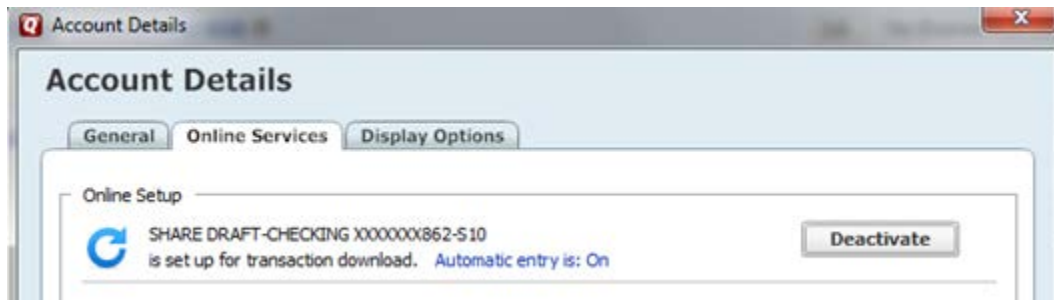 Account Details
Account Details
General Online Services Display Options
Online Setup
SHARE DRAFT-CHECKING XXXXXXX862-S10
is set up for transaction download. Automatic entry is: On
Deactivate